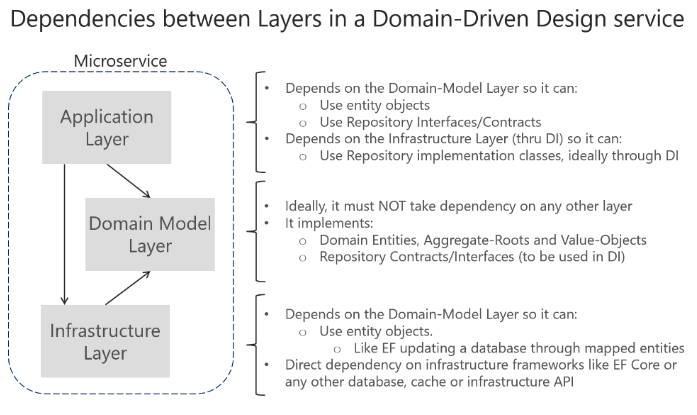 Dependencies between Layers in a Domain-Driven Design service
Microservice
Application
Layer
• Depends on the Domain-Model Layer so it can:
o Use entity objects
o Use Repository Interfaces/Contracts
• Depends on the Infrastructure Layer (thru DI) so it can:
o Use Repository implementation classes, ideally through DI
Domain Model
Layer
• Ideally, it must NOT take dependency on any other layer
• It implements:
o Domain Entities, Aggregate-Roots and Value-Objects
o Repository Contracts/Interfaces (to be used in DI)
Infrastructure
Layer
• Depends on the Domain-Model Layer so it can:
o Use entity objects.
o Like EF updating a database through mapped entities
• Direct dependency on infrastructure frameworks like EF Core or
any other database, cache or infrastructure API